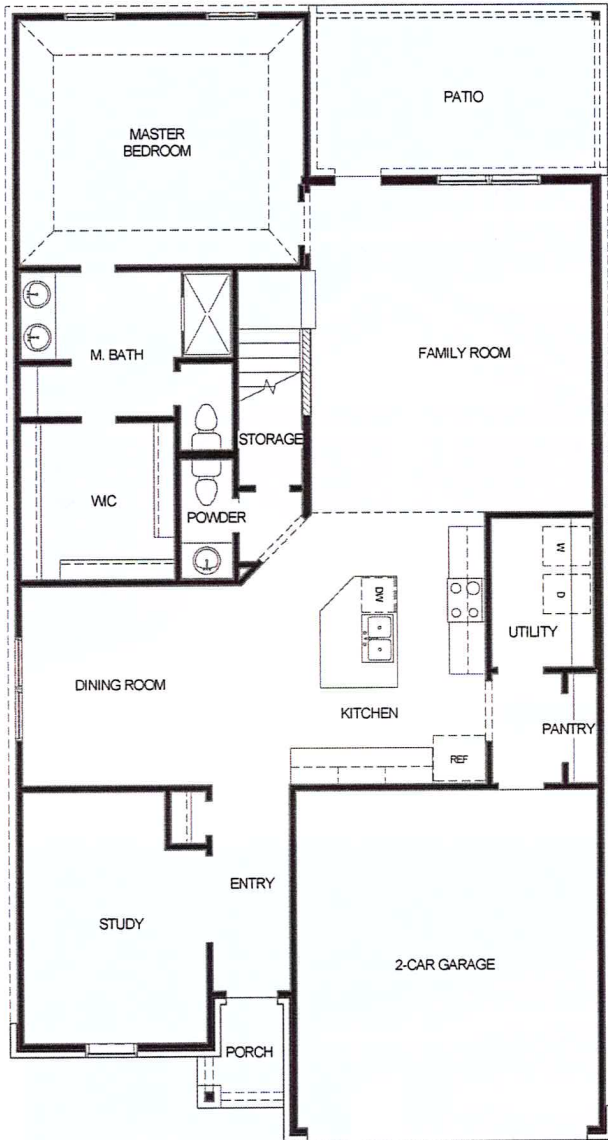 PATIO
MASTER
BEDROOM
M. BATH
FAMILY ROOM
STORAGE
WIC
POWDER
W
D
DW
UTILITY
DINING ROOM
KITCHEN
PANTRY
REF
ENTRY
STUDY
2-CAR GARAGE
PORCH